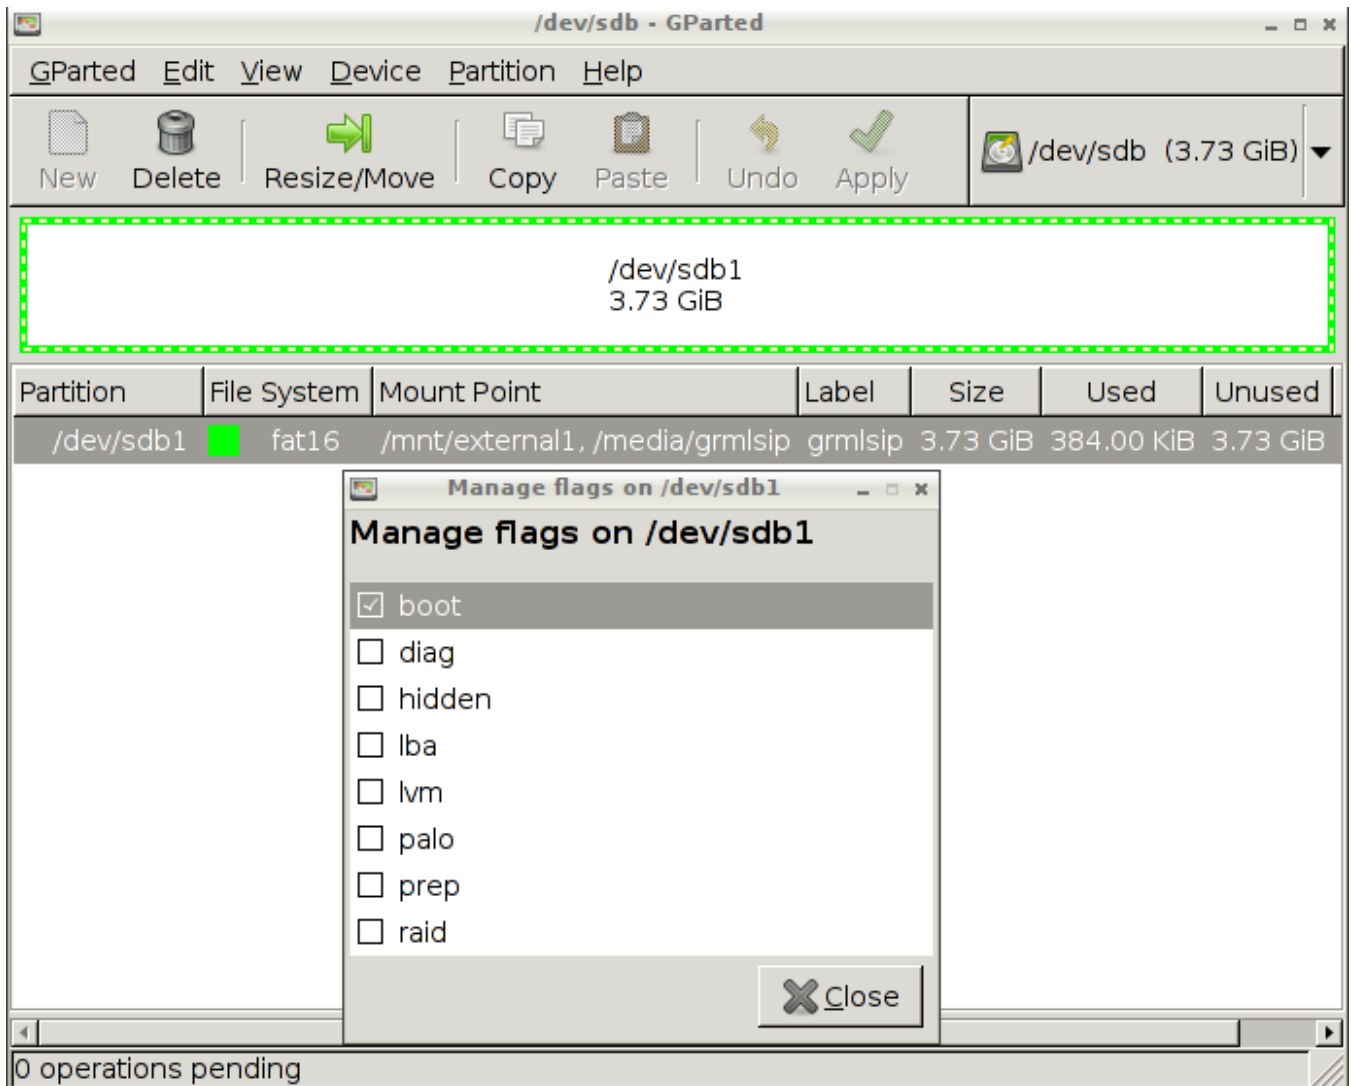 /dev/sdb - GParted
GParted Edit View Device Partition Help
New Delete Resize/Move Copy Paste Undo Apply /dev/sdb (3.73 GiB)
/dev/sdb1
3.73 GiB
Partition File System Mount Point Label Size Used Unused
/dev/sdb1 fat16 /mnt/external1, /media/grmlsip grmlsip 3.73 GiB 384.00 KiB 3.73 GiB
Manage flags on /dev/sdb1
Manage flags on /dev/sdb1
boot
diag
hidden
lba
lvm
palo
prep
raid
Close
0 operations pending